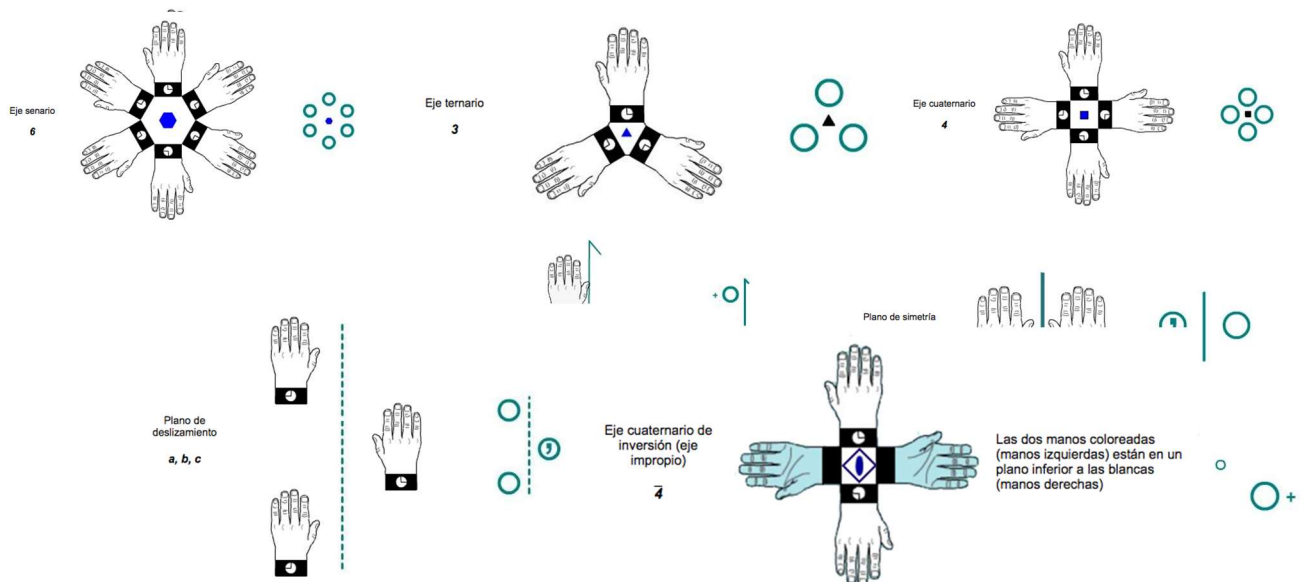 Eje senario
6
Eje ternario
3
Eje cuaternario
4
+
Plano de simetría
Plano de
deslizamiento
a, b, c
,
Eje cuaternario de
inversión (eje
impropio)
4̅
Las dos manos coloreadas
(manos izquierdas) están en un
plano inferior a las blancas
(manos derechas)
+